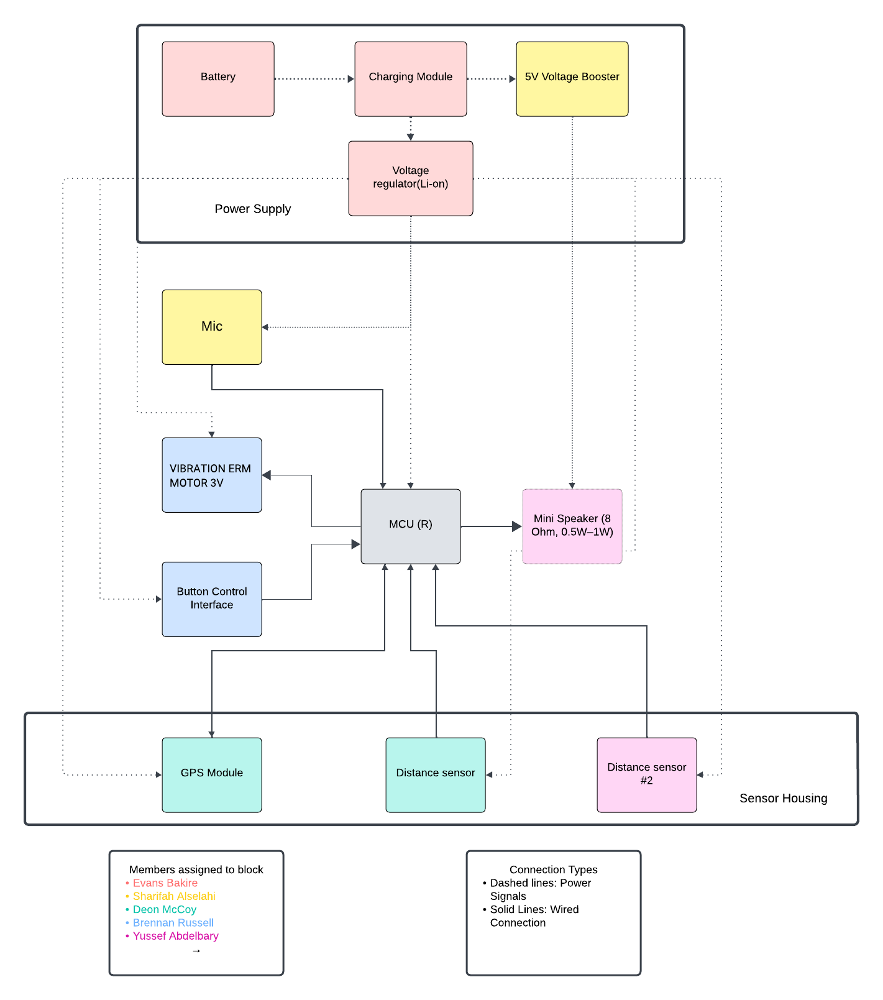 Battery
Charging Module
5V Voltage Booster
Voltage
regulator(Li-on)
Power Supply
Mic
VIBRATION ERM
MOTOR 3V
MCU (R)
Mini Speaker (8
Ohm, 0.5W–1W)
Button Control
Interface
GPS Module
Distance sensor
Distance sensor
#2
Sensor Housing
Members assigned to block
• Evans Bakire
• Sharifah Alselahi
• Deon McCoy
• Brennan Russell
• Yussef Abdelbary
→
Connection Types
• Dashed lines: Power
Signals
• Solid Lines: Wired
Connection